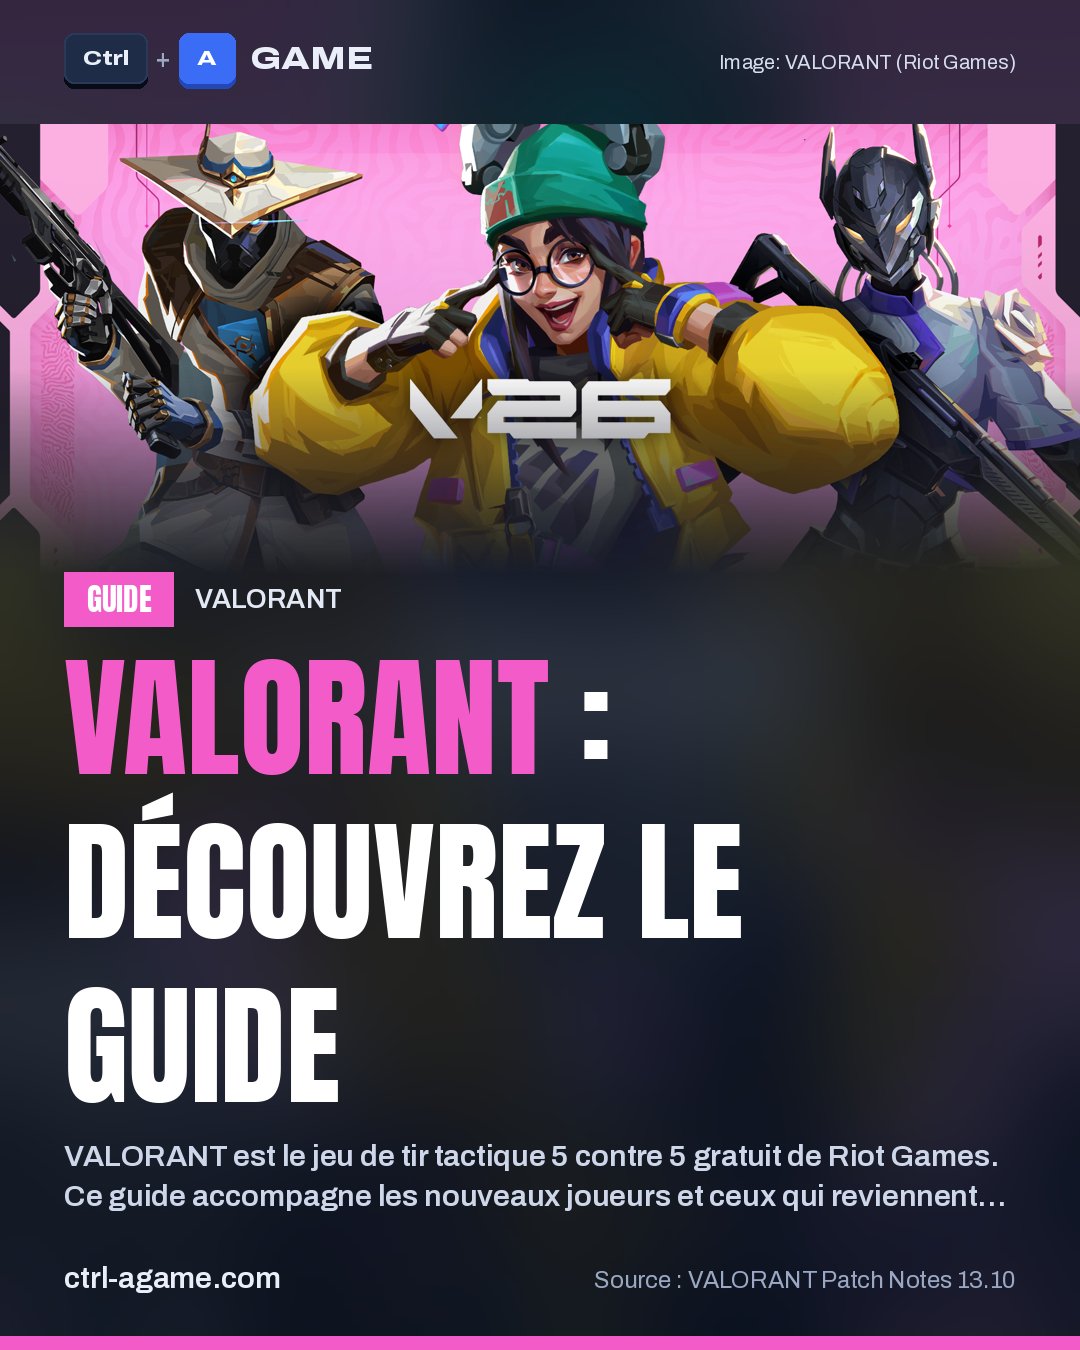 Ctrl + A GAME
Image: VALORANT (Riot Games)
V26
GUIDE VALORANT
VALORANT :
DÉCOUVREZ LE
GUIDE
VALORANT est le jeu de tir tactique 5 contre 5 gratuit de Riot Games.
Ce guide accompagne les nouveaux joueurs et ceux qui reviennent…
ctrl-agame.com
Source : VALORANT Patch Notes 13.10